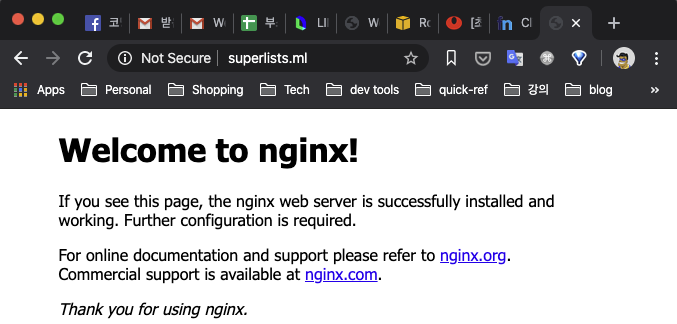 코
받
W
부
LII
W
Ro
[초
Cl
Not Secure superlists.ml
Apps Personal Shopping Tech dev tools quick-ref 강의 blog
Welcome to nginx!
If you see this page, the nginx web server is successfully installed and
working. Further configuration is required.
For online documentation and support please refer to nginx.org.
Commercial support is available at nginx.com.
Thank you for using nginx.